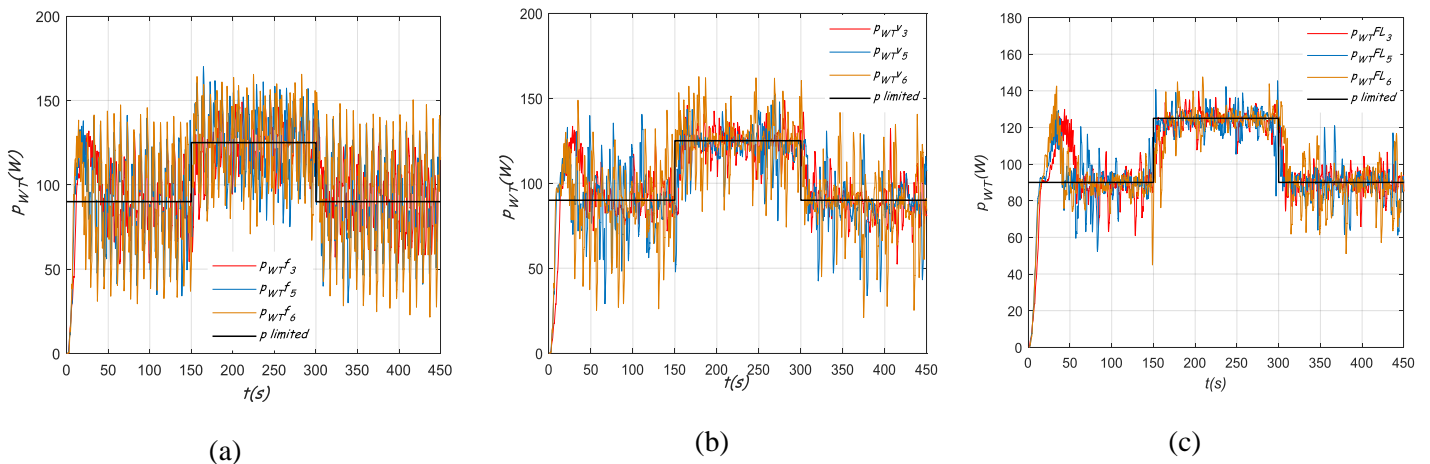 200
150
100
50
0
p_WT(W)
p_WT f_3
p_WT f_5
p_WT f_6
p limited
0 50 100 150 200 250 300 350 400 450
t(s)
(a)
200
150
100
50
0
p_WT(W)
p_WT v_3
p_WT v_5
p_WT v_6
p limited
0 50 100 150 200 250 300 350 400 450
t(s)
(b)
180
160
140
120
100
80
60
40
20
0
p_WT(W)
p_WT FL_3
p_WT FL_5
p_WT FL_6
p limited
0 50 100 150 200 250 300 350 400 450
t(s)
(c)